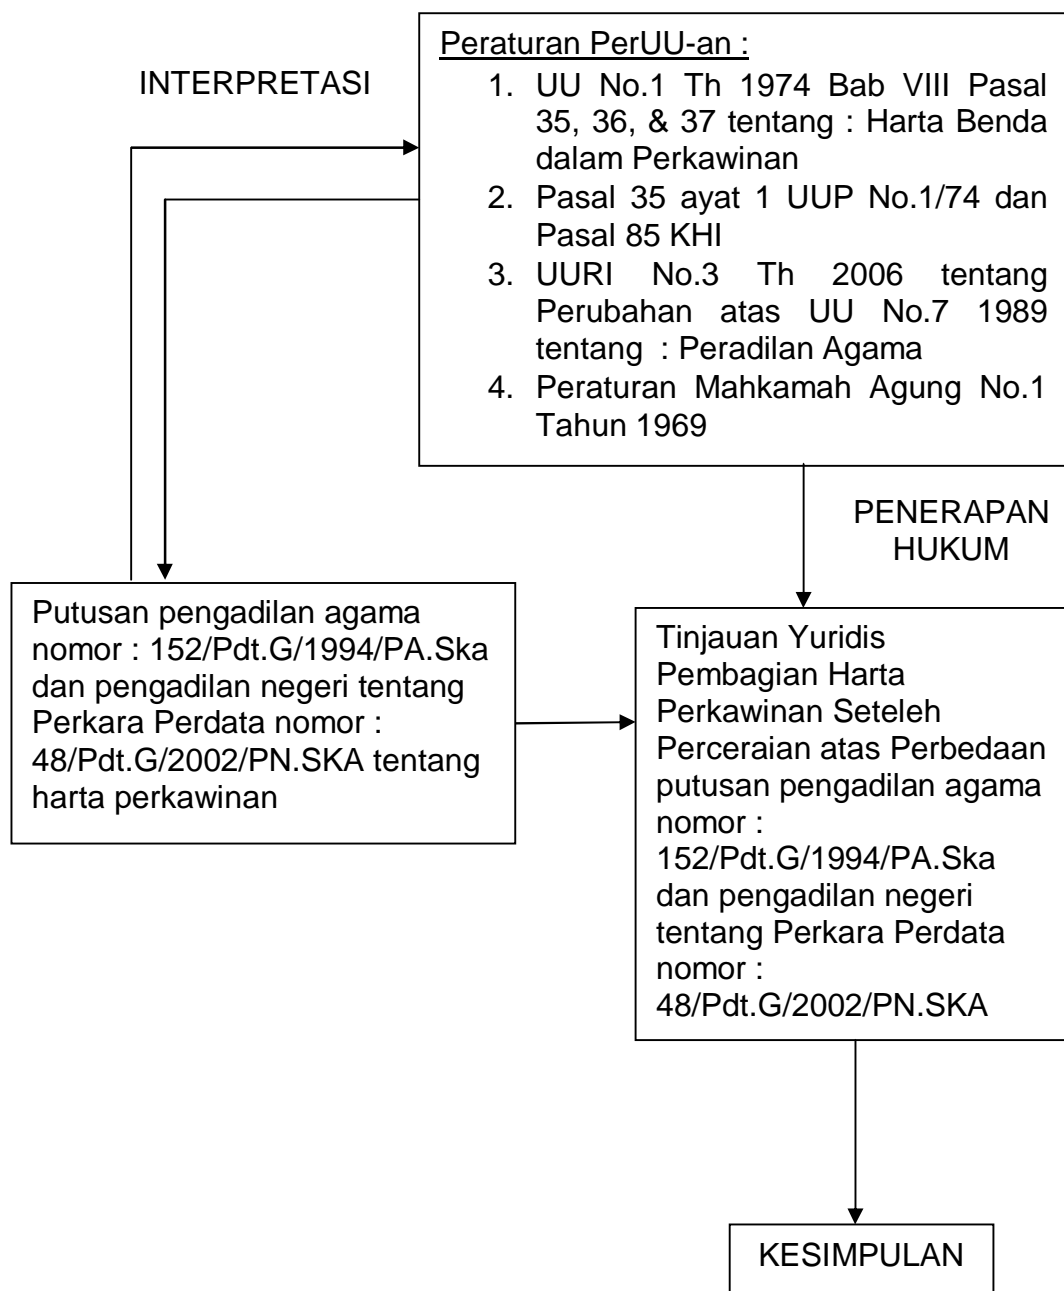 Peraturan PerUU-an :
INTERPRETASI
1. UU No.1 Th 1974 Bab VIII Pasal
35, 36, & 37 tentang : Harta Benda
dalam Perkawinan
2. Pasal 35 ayat 1 UUP No.1/74 dan
Pasal 85 KHI
3. UURI No.3 Th 2006 tentang
Perubahan atas UU No.7 1989
tentang : Peradilan Agama
4. Peraturan Mahkamah Agung No.1
Tahun 1969
PENERAPAN
HUKUM
Putusan pengadilan agama
nomor : 152/Pdt.G/1994/PA.Ska
dan pengadilan negeri tentang
Perkara Perdata nomor :
48/Pdt.G/2002/PN.SKA tentang
harta perkawinan
Tinjauan Yuridis
Pembagian Harta
Perkawinan Seteleh
Perceraian atas Perbedaan
putusan pengadilan agama
nomor :
152/Pdt.G/1994/PA.Ska
dan pengadilan negeri
tentang Perkara Perdata
nomor :
48/Pdt.G/2002/PN.SKA
KESIMPULAN